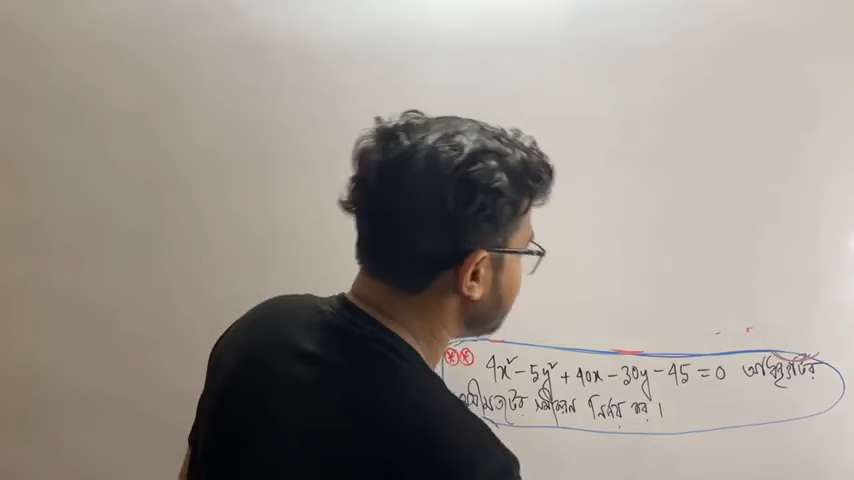 4x² - 5y² + 40x - 30y - 45 = 0 অধিবৃত্তটির
অসীমতটের সমীকরণ নির্ণয় কর।